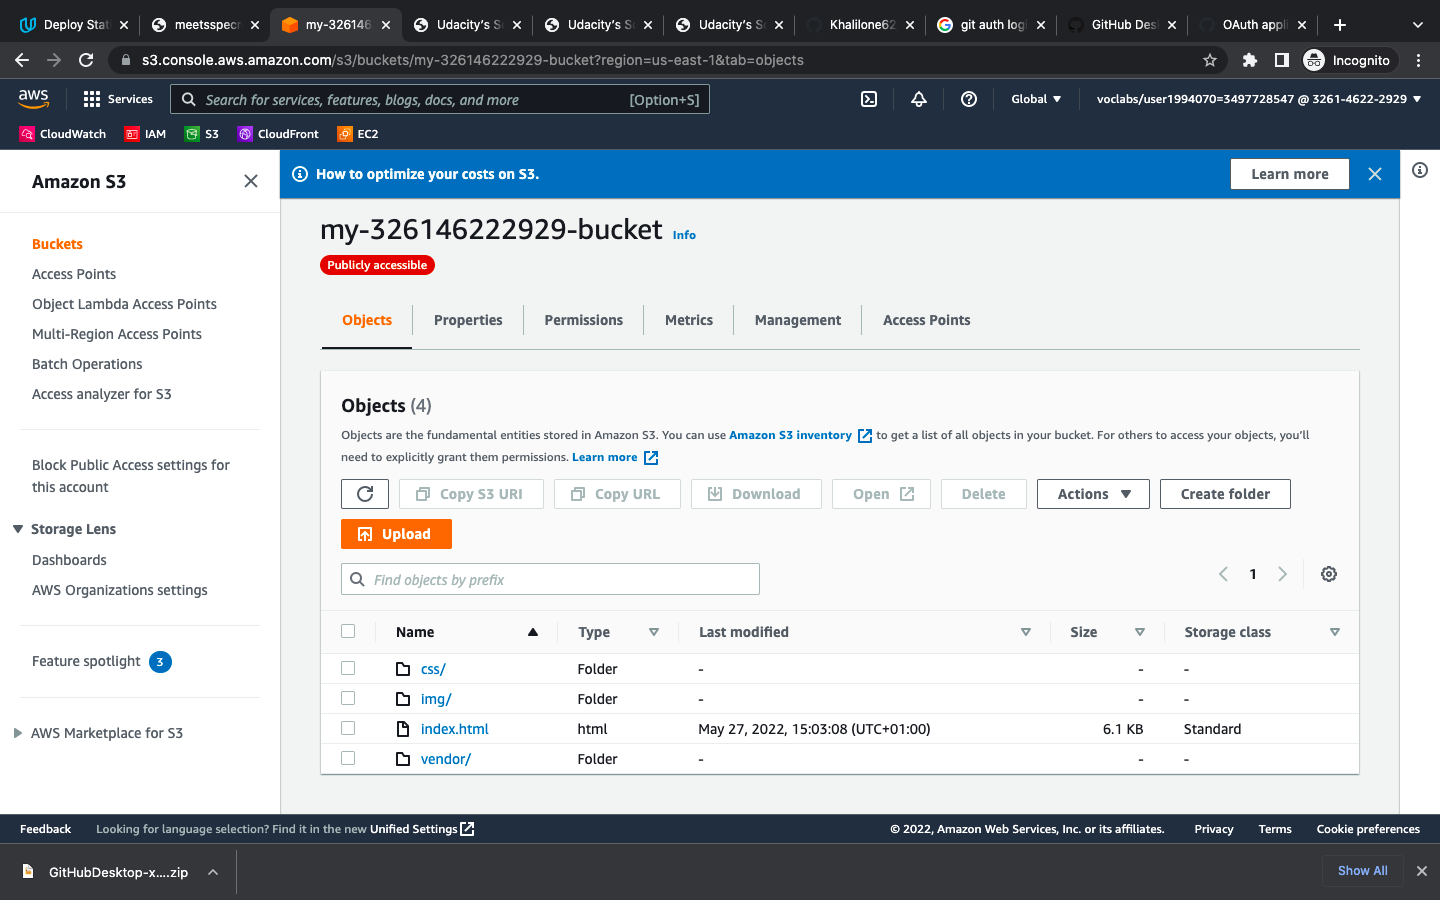 Deploy Stat
meetsspecr
my-326146
Udacity's S
Udacity's S
Udacity's S
Khalilone62
git auth logi
GitHub Des
OAuth appli
s3.console.aws.amazon.com/s3/buckets/my-326146222929-bucket?region=us-east-1&tab=objects
Incognito
aws
Services
Search for services, features, blogs, docs, and more
[Option+S]
Global
voclabs/user1994070=3497728547 @ 3261-4622-2929
CloudWatch
IAM
S3
CloudFront
EC2
Amazon S3
Buckets
Access Points
Object Lambda Access Points
Multi-Region Access Points
Batch Operations
Access analyzer for S3
Block Public Access settings for
this account
Storage Lens
Dashboards
AWS Organizations settings
Feature spotlight 3
AWS Marketplace for S3
How to optimize your costs on S3.
Learn more
my-326146222929-bucket Info
Publicly accessible
Objects
Properties
Permissions
Metrics
Management
Access Points
Objects (4)
Objects are the fundamental entities stored in Amazon S3. You can use Amazon S3 inventory to get a list of all objects in your bucket. For others to access your objects, you'll
need to explicitly grant them permissions. Learn more
Copy S3 URI
Copy URL
Download
Open
Delete
Actions
Create folder
Upload
Find objects by prefix
1
Name Type Last modified Size Storage class
css/ Folder - - -
img/ Folder - - -
index.html html May 27, 2022, 15:03:08 (UTC+01:00) 6.1 KB Standard
vendor/ Folder - - -
Feedback
Looking for language selection? Find it in the new Unified Settings
© 2022, Amazon Web Services, Inc. or its affiliates.
Privacy
Terms
Cookie preferences
GitHubDesktop-x....zip
Show All